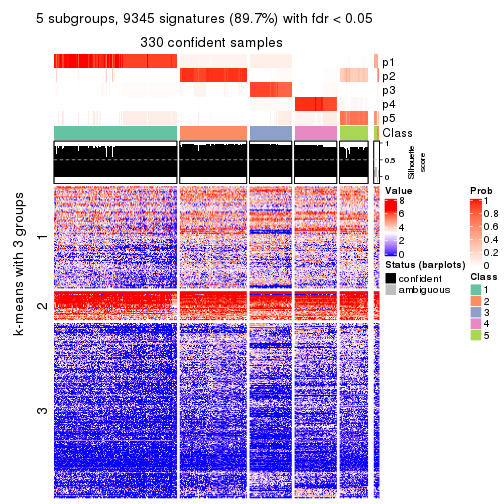 5 subgroups, 9345 signatures (89.7%) with fdr < 0.05
330 confident samples
p1
p2
p3
p4
p5
Class
1
0.5
0
Silhouette
score
k-means with 3 groups
1
2
3
Value
8
6
4
2
0
Status (barplots)
confident
ambiguous
Prob
1
0.8
0.6
0.4
0.2
0
Class
1
2
3
4
5